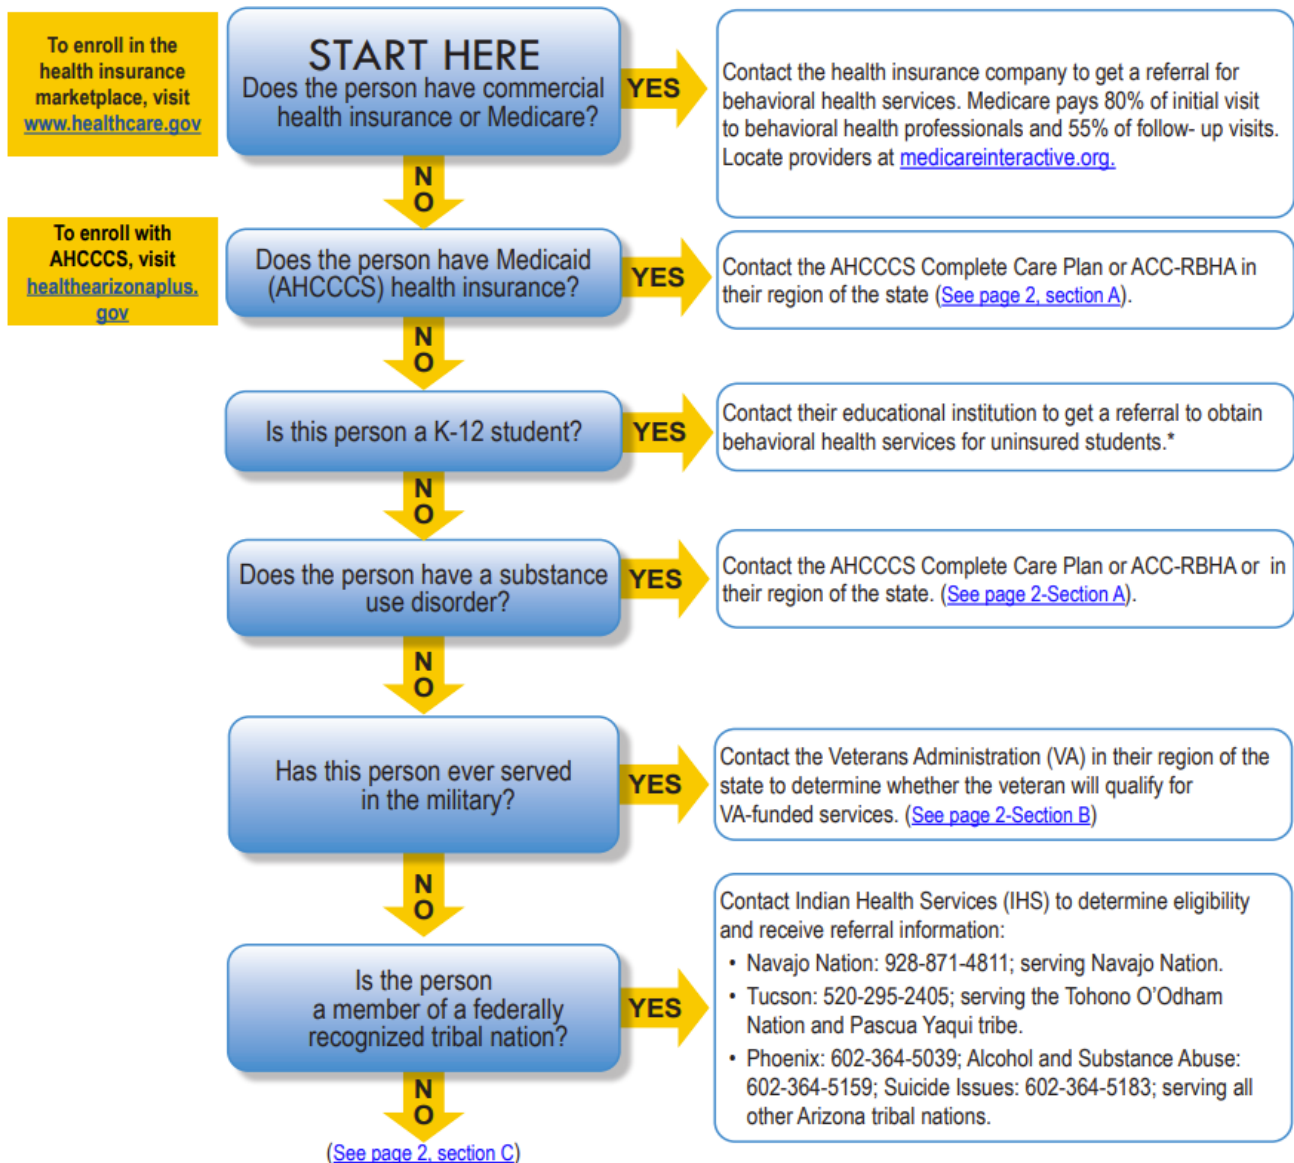 To enroll in the
health insurance
marketplace, visit
www.healthcare.gov
START HERE
Does the person have commercial
health insurance or Medicare?
YES
Contact the health insurance company to get a referral for
behavioral health services. Medicare pays 80% of initial visit
to behavioral health professionals and 55% of follow- up visits.
Locate providers at medicareinteractive.org.
N
O
To enroll with
AHCCCS, visit
healthearizonaplus.
gov
Does the person have Medicaid
(AHCCCS) health insurance?
YES
Contact the AHCCCS Complete Care Plan or ACC-RBHA in
their region of the state (See page 2, section A).
N
O
Is this person a K-12 student?
YES
Contact their educational institution to get a referral to obtain
behavioral health services for uninsured students.*
N
O
Does the person have a substance
use disorder?
YES
Contact the AHCCCS Complete Care Plan or ACC-RBHA or in
their region of the state. (See page 2-Section A).
N
O
Has this person ever served
in the military?
YES
Contact the Veterans Administration (VA) in their region of the
state to determine whether the veteran will qualify for
VA-funded services. (See page 2-Section B)
N
O
Is the person
a member of a federally
recognized tribal nation?
YES
Contact Indian Health Services (IHS) to determine eligibility
and receive referral information:
• Navajo Nation: 928-871-4811; serving Navajo Nation.
• Tucson: 520-295-2405; serving the Tohono O'Odham
Nation and Pascua Yaqui tribe.
• Phoenix: 602-364-5039; Alcohol and Substance Abuse:
602-364-5159; Suicide Issues: 602-364-5183; serving all
other Arizona tribal nations.
N
O
(See page 2, section C)